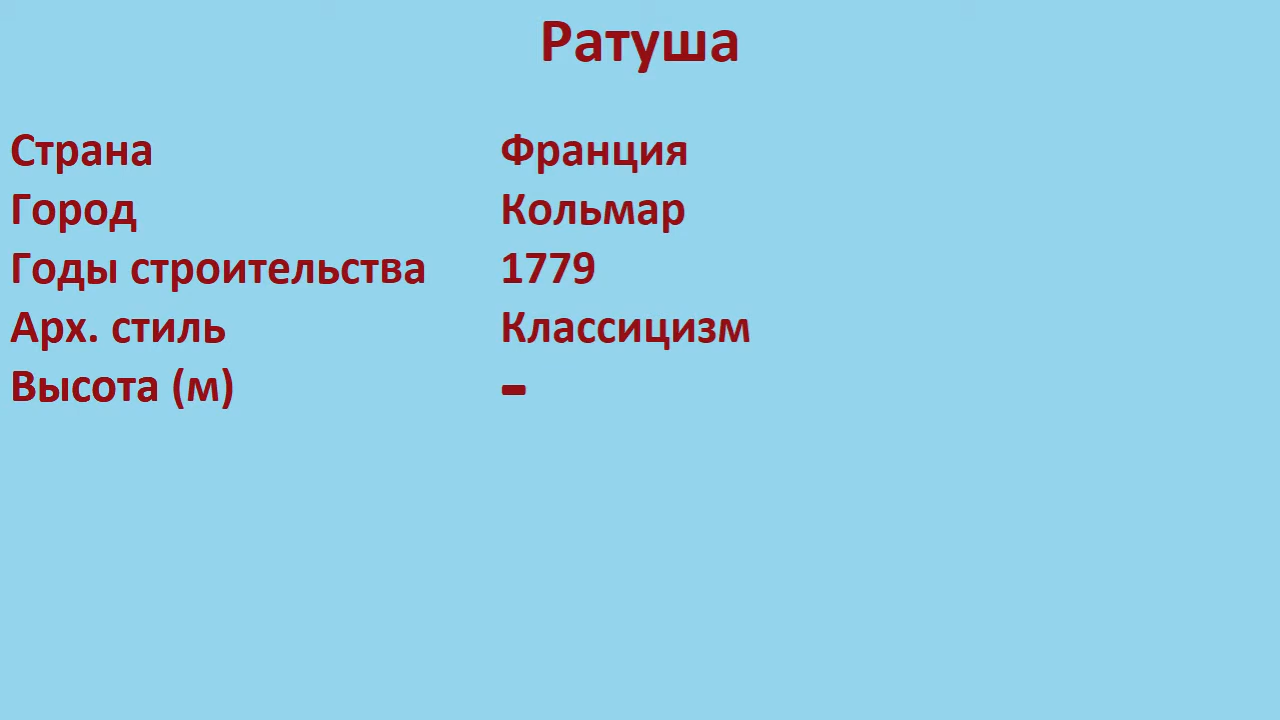 Ратуша
Страна Франция
Город Кольмар
Годы строительства 1779
Арх. стиль Классицизм
Высота (м) -